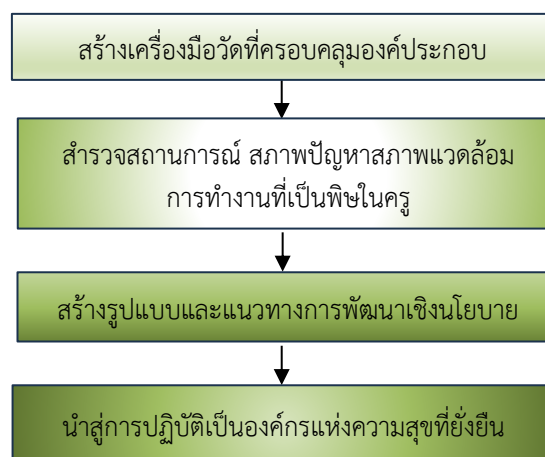 สร้างเครื่องมือวัดที่ครอบคลุมองค์ประกอบ
สำรวจสถานการณ์ สภาพปัญหาสภาพแวดล้อม
การทำงานที่เป็นพิษในครู
สร้างรูปแบบและแนวทางการพัฒนาเชิงนโยบาย
นำสู่การปฏิบัติเป็นองค์กรแห่งความสุขที่ยั่งยืน